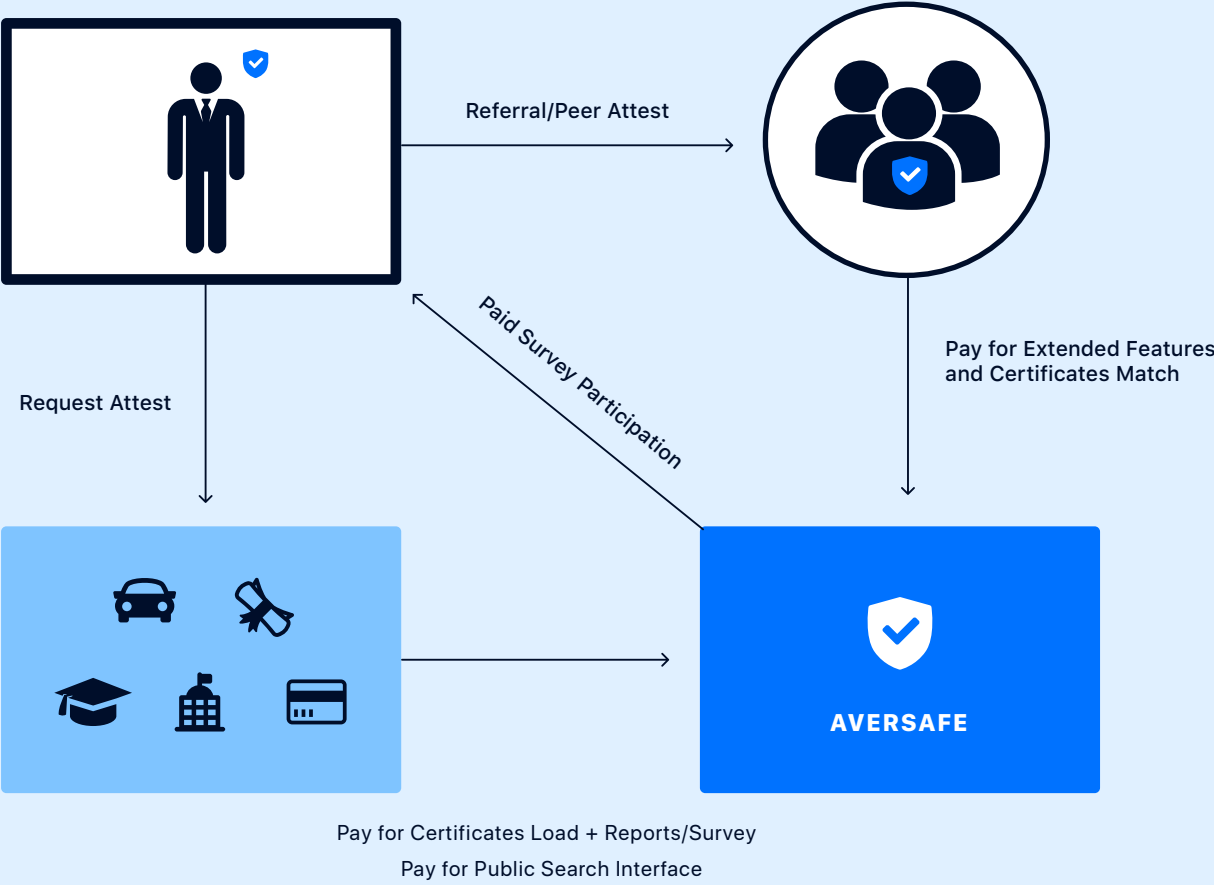 Referral/Peer Attest
Paid Survey Participation
Pay for Extended Features
and Certificates Match
Request Attest
AVERSAFE
Pay for Certificates Load + Reports/Survey
Pay for Public Search Interface